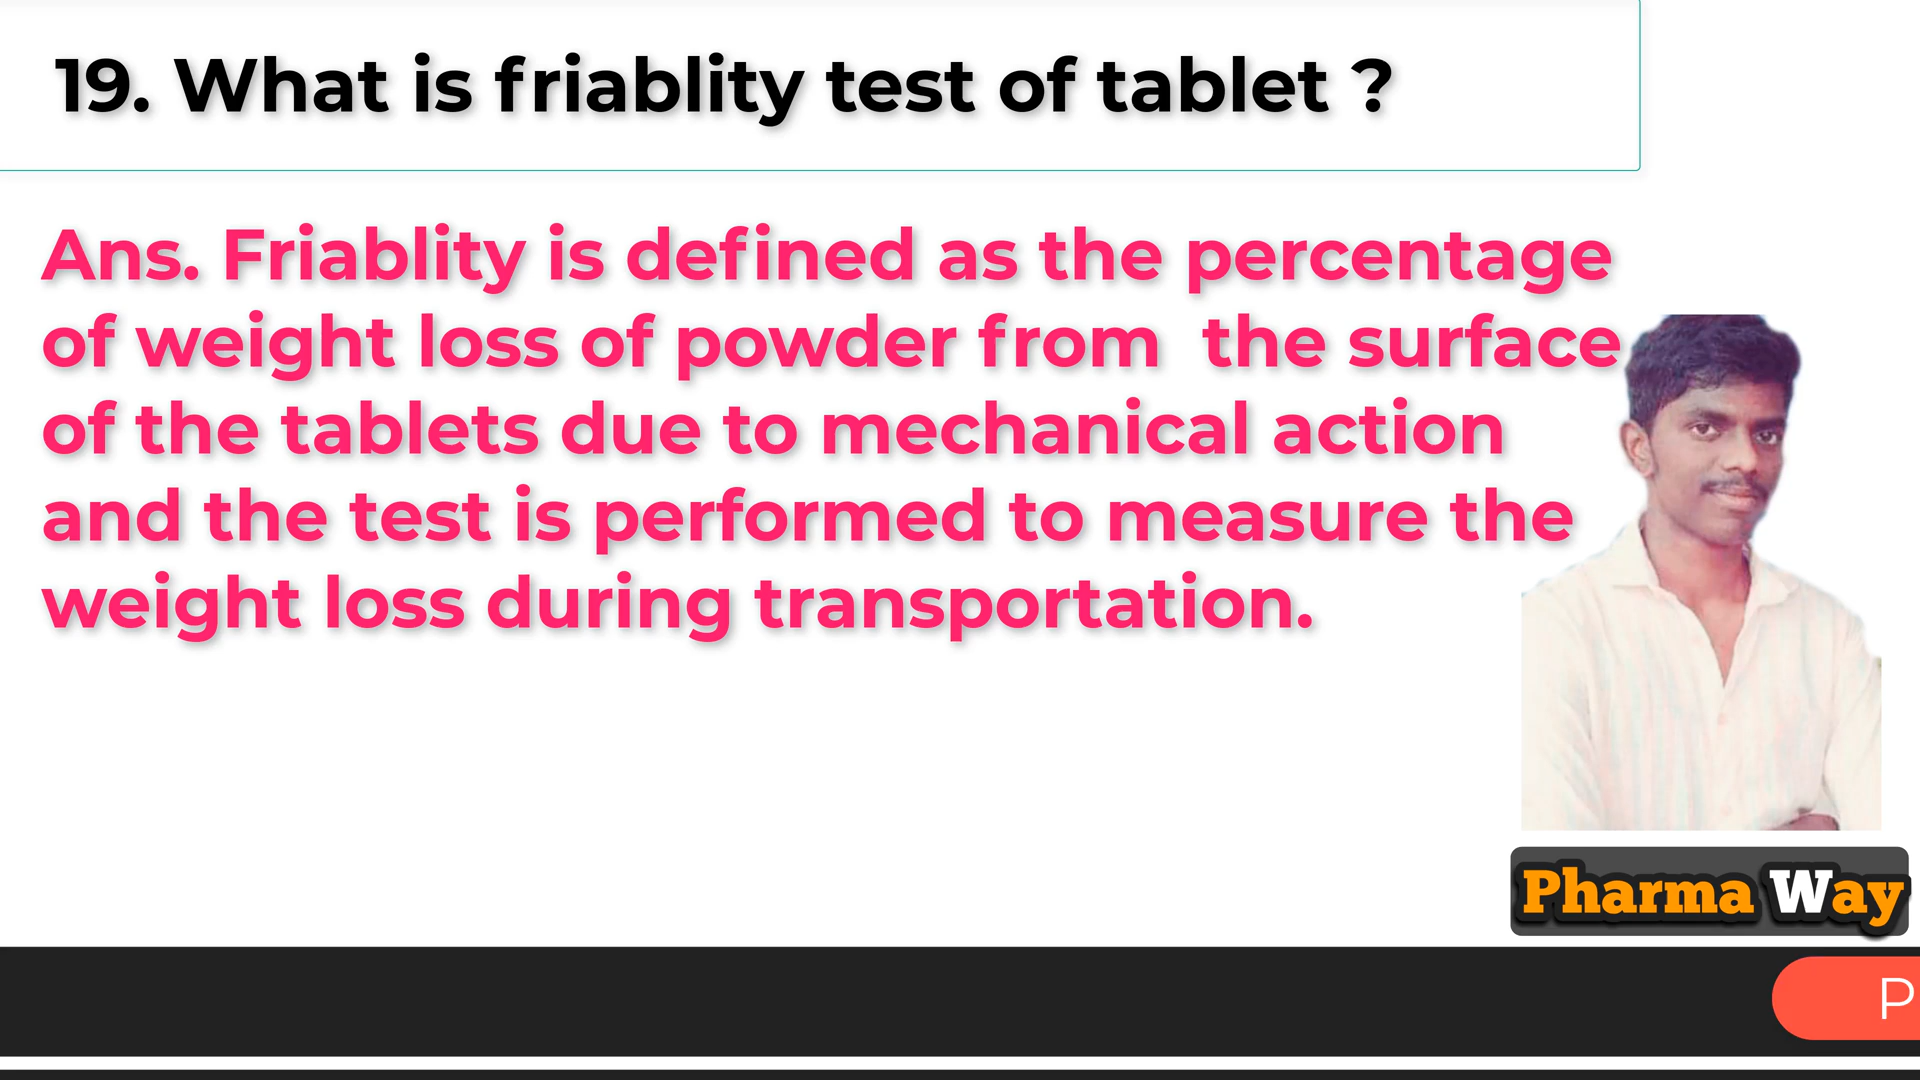 19. What is friablity test of tablet ?
Ans. Friablity is defined as the percentage
of weight loss of powder from the surface
of the tablets due to mechanical action
and the test is performed to measure the
weight loss during transportation.
Pharma Way
P